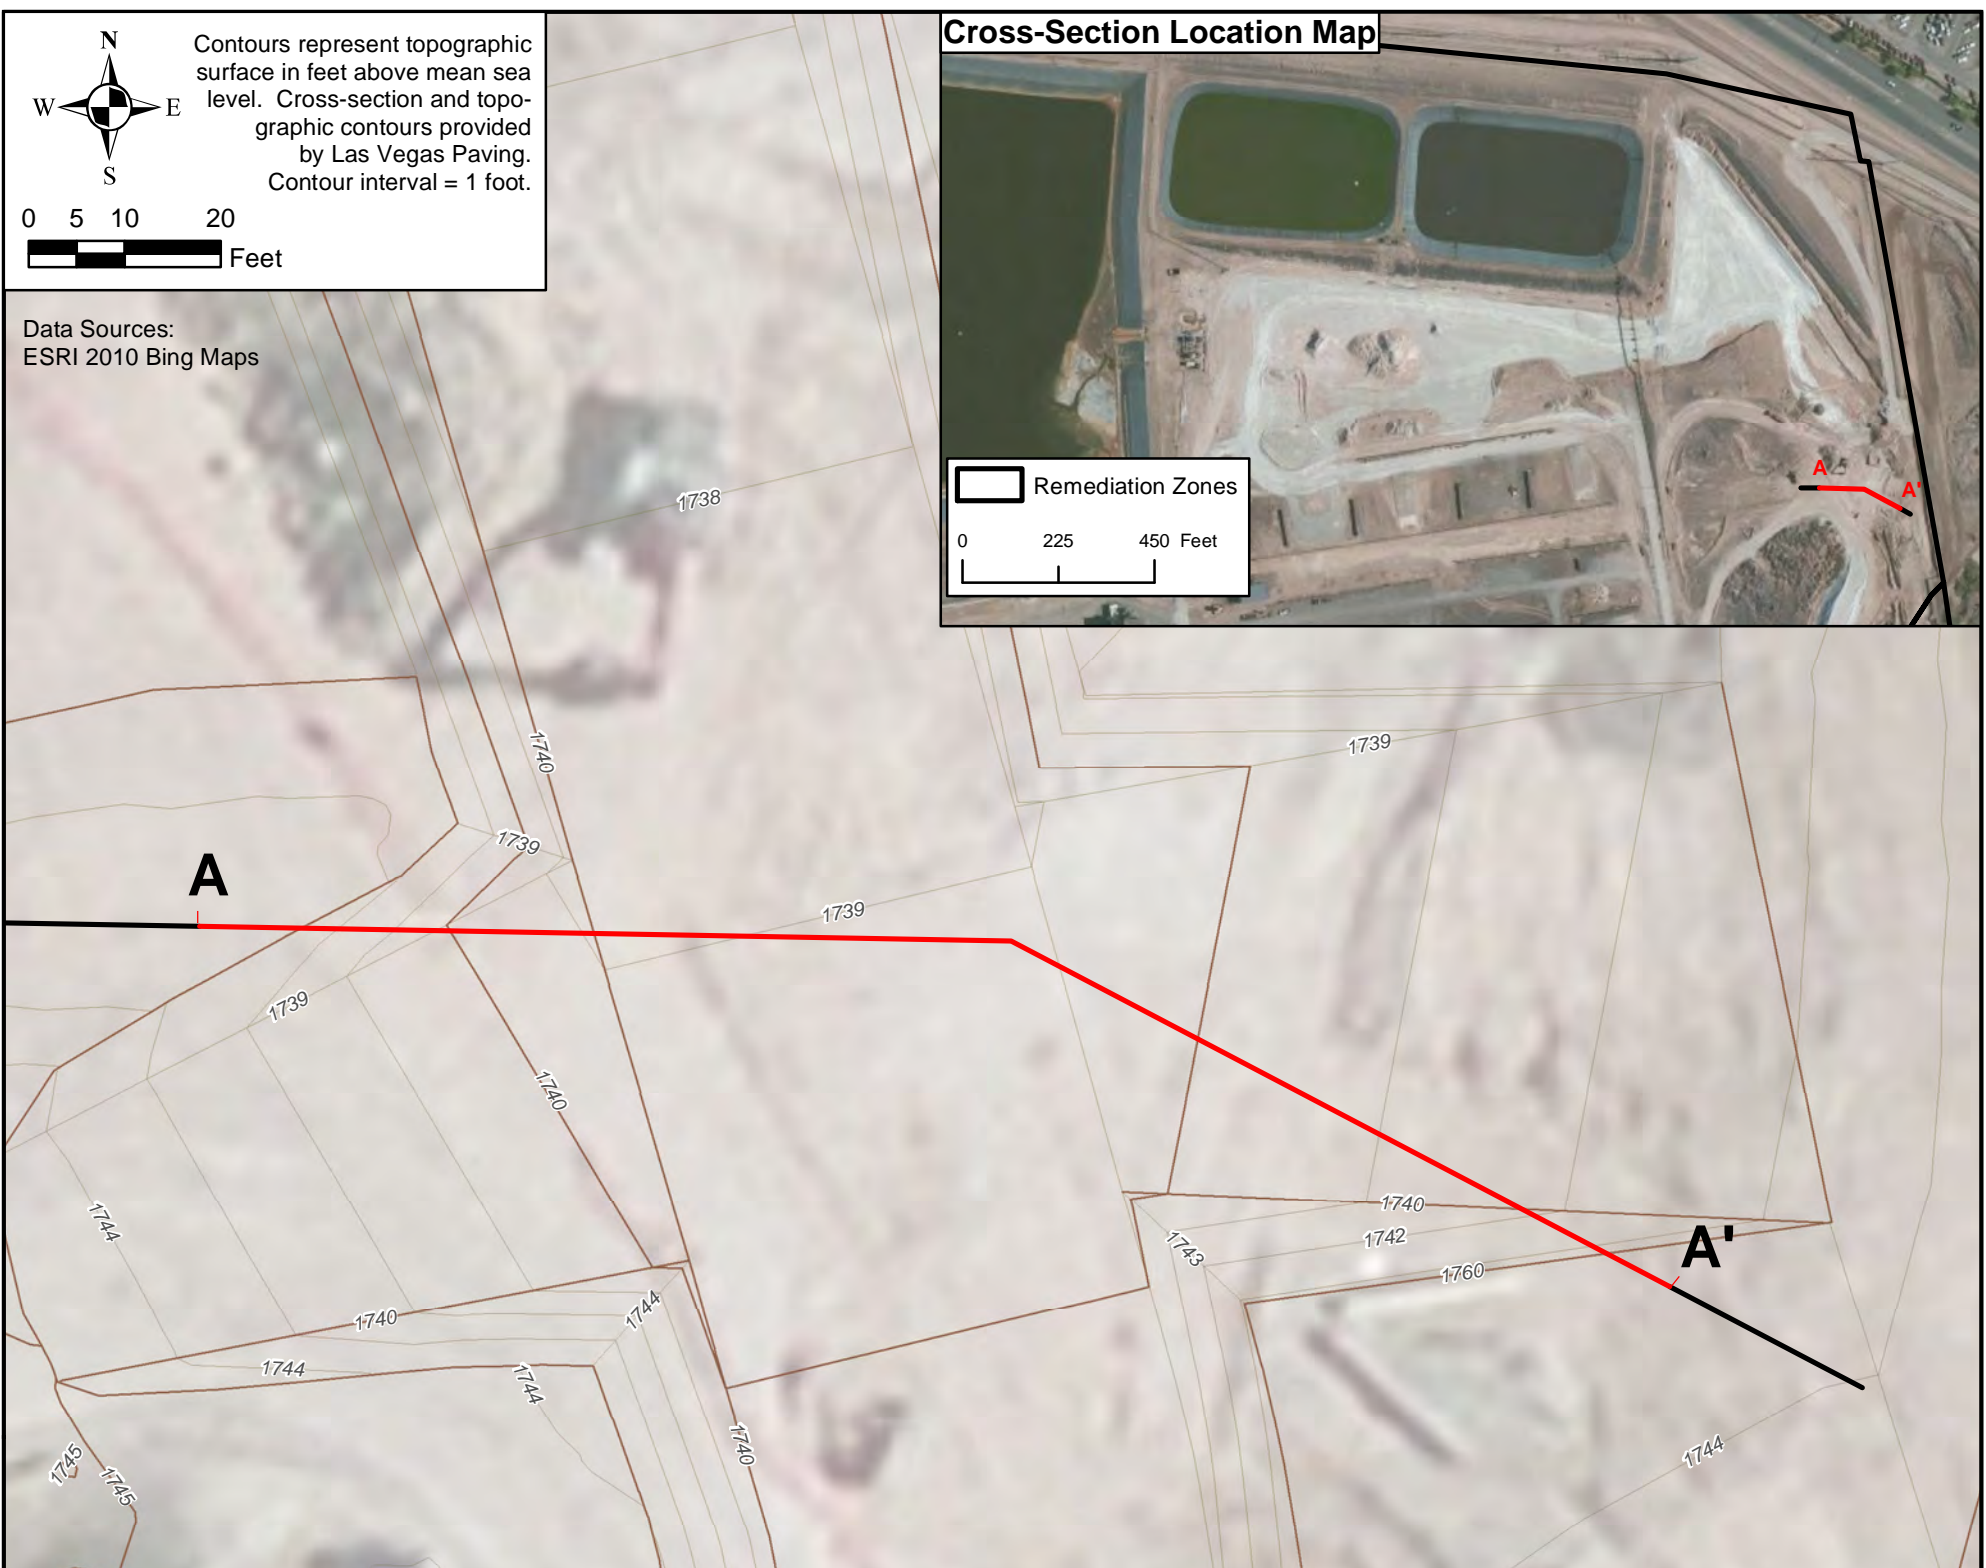 N
W E
S
Contours represent topographic
surface in feet above mean sea
level. Cross-section and topo-
graphic contours provided
by Las Vegas Paving.
Contour interval = 1 foot.
0 5 10 20
Feet
Data Sources:
ESRI 2010 Bing Maps
Cross-Section Location Map
A
A'
Remediation Zones
0 225 450 Feet
1738
1740
1739
1739
A
1739
1739
1740
1744
1740
1742
1743
A'
1760
1740
1744
1744
1744
1740
1744
1745
1745